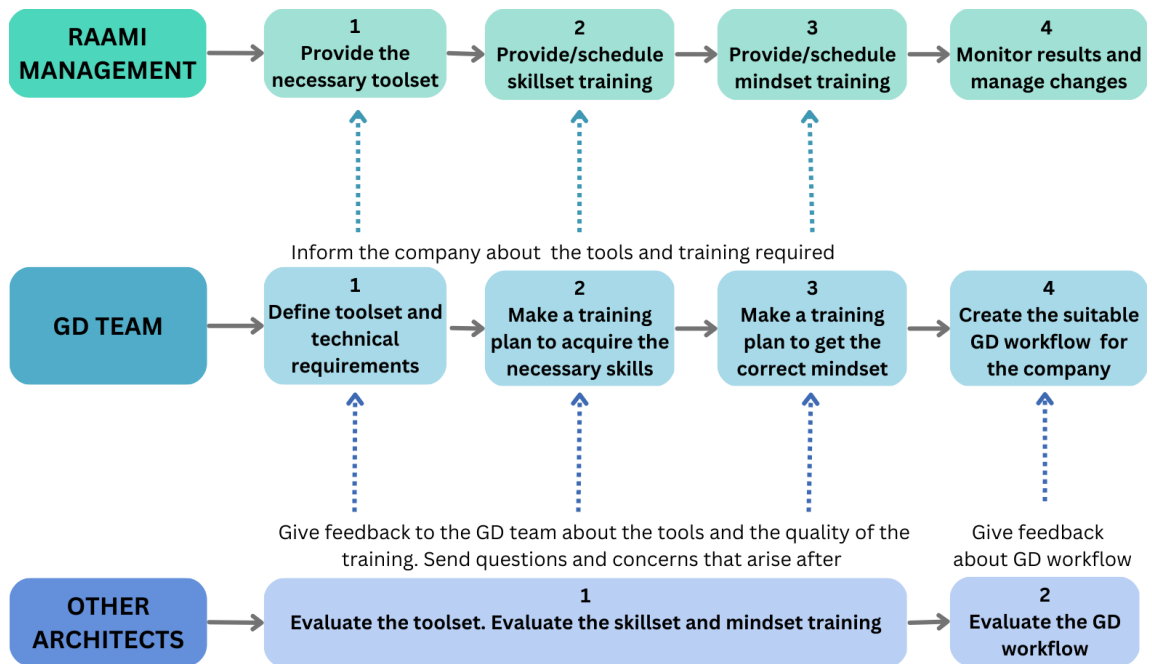 RAAMI
MANAGEMENT
1
Provide the
necessary toolset
2
Provide/schedule
skillset training
3
Provide/schedule
mindset training
4
Monitor results and
manage changes
Inform the company about  the tools and training required
GD TEAM
1
Define toolset and
technical
requirements
2
Make a training
plan to acquire the
necessary skills
3
Make a training
plan to get the
correct mindset
4
Create the suitable
GD workflow  for
the company
Give feedback to the GD team about the tools and the quality of the
training. Send questions and concerns that arise after
Give feedback
about GD workflow
OTHER
ARCHITECTS
1
Evaluate the toolset. Evaluate the skillset and mindset training
2
Evaluate the GD
workflow